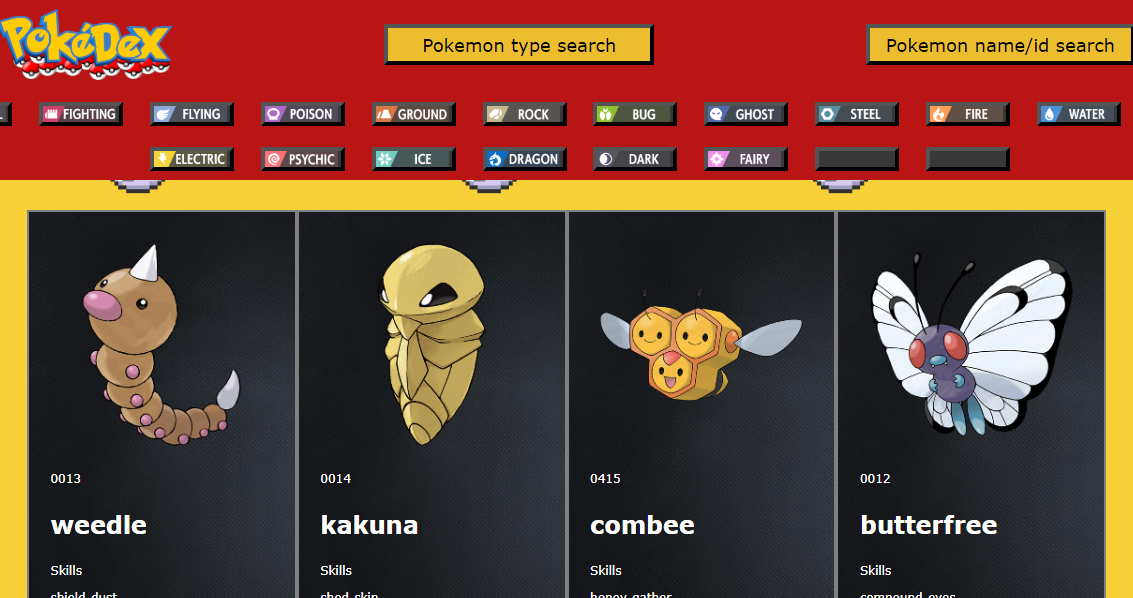 PokéDex
Pokemon type search
Pokemon name/id search
FIGHTING
FLYING
POISON
GROUND
ROCK
BUG
GHOST
STEEL
FIRE
WATER
ELECTRIC
PSYCHIC
ICE
DRAGON
DARK
FAIRY
0013
0014
0415
0012
weedle
kakuna
combee
butterfree
Skills
Skills
Skills
Skills
shield-dust
shed-skin
honey-gather
compound-eyes